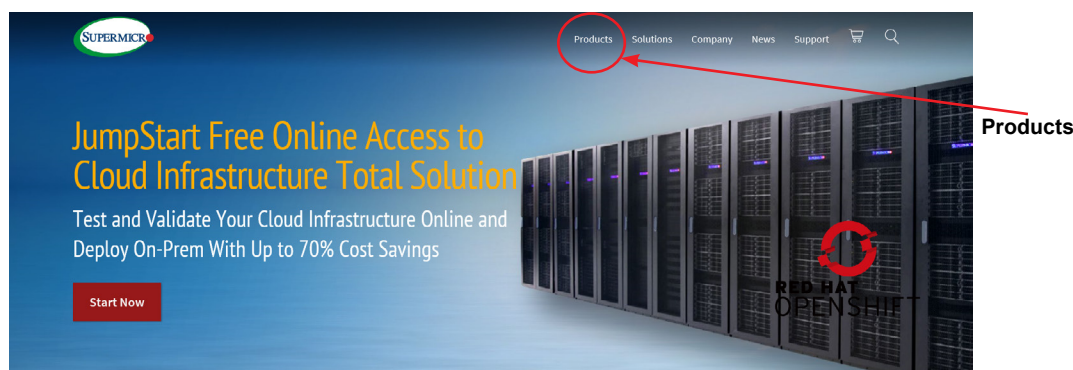 SUPERMICR
Products Solutions Company News Support
Products
JumpStart Free Online Access to
Cloud Infrastructure Total Solution
Test and Validate Your Cloud Infrastructure Online and
Deploy On-Prem With Up to 70% Cost Savings
RED HAT
OPENSHIFT
Start Now